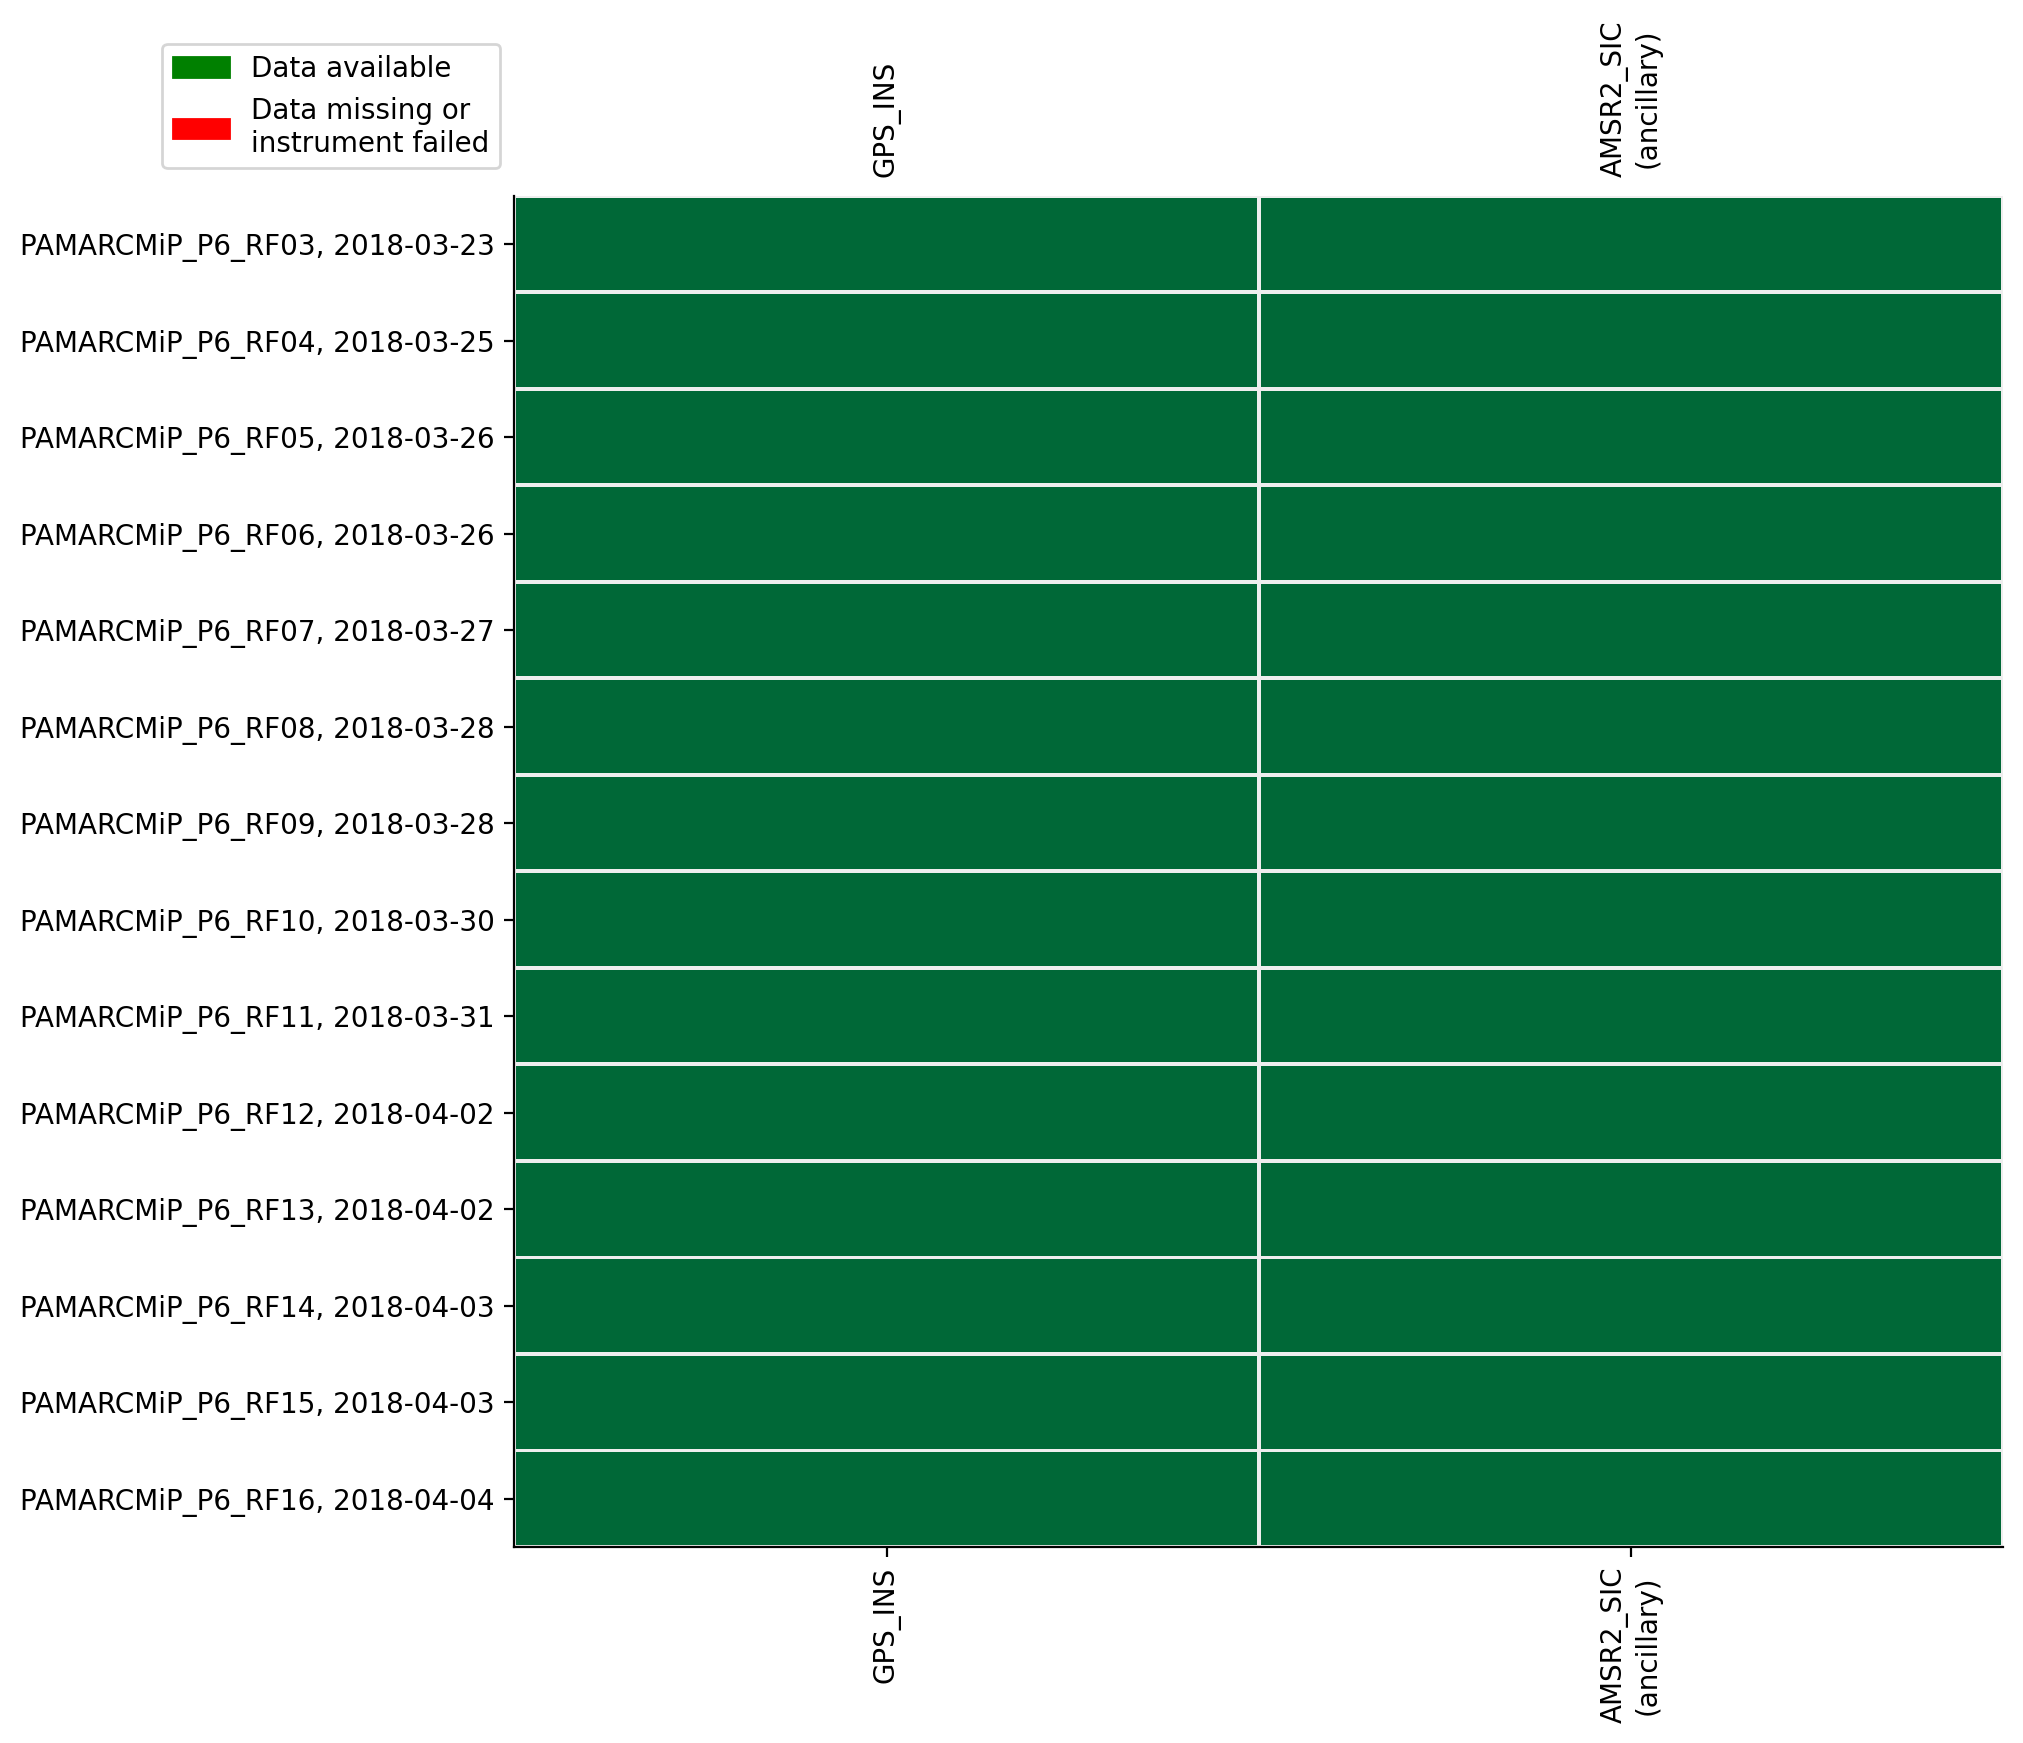 Data available
Data missing or
instrument failed
GPS_INS
AMSR2_SIC
(ancillary)
PAMARCMiP_P6_RF03, 2018-03-23
PAMARCMiP_P6_RF04, 2018-03-25
PAMARCMiP_P6_RF05, 2018-03-26
PAMARCMiP_P6_RF06, 2018-03-26
PAMARCMiP_P6_RF07, 2018-03-27
PAMARCMiP_P6_RF08, 2018-03-28
PAMARCMiP_P6_RF09, 2018-03-28
PAMARCMiP_P6_RF10, 2018-03-30
PAMARCMiP_P6_RF11, 2018-03-31
PAMARCMiP_P6_RF12, 2018-04-02
PAMARCMiP_P6_RF13, 2018-04-02
PAMARCMiP_P6_RF14, 2018-04-03
PAMARCMiP_P6_RF15, 2018-04-03
PAMARCMiP_P6_RF16, 2018-04-04
GPS_INS
AMSR2_SIC
(ancillary)